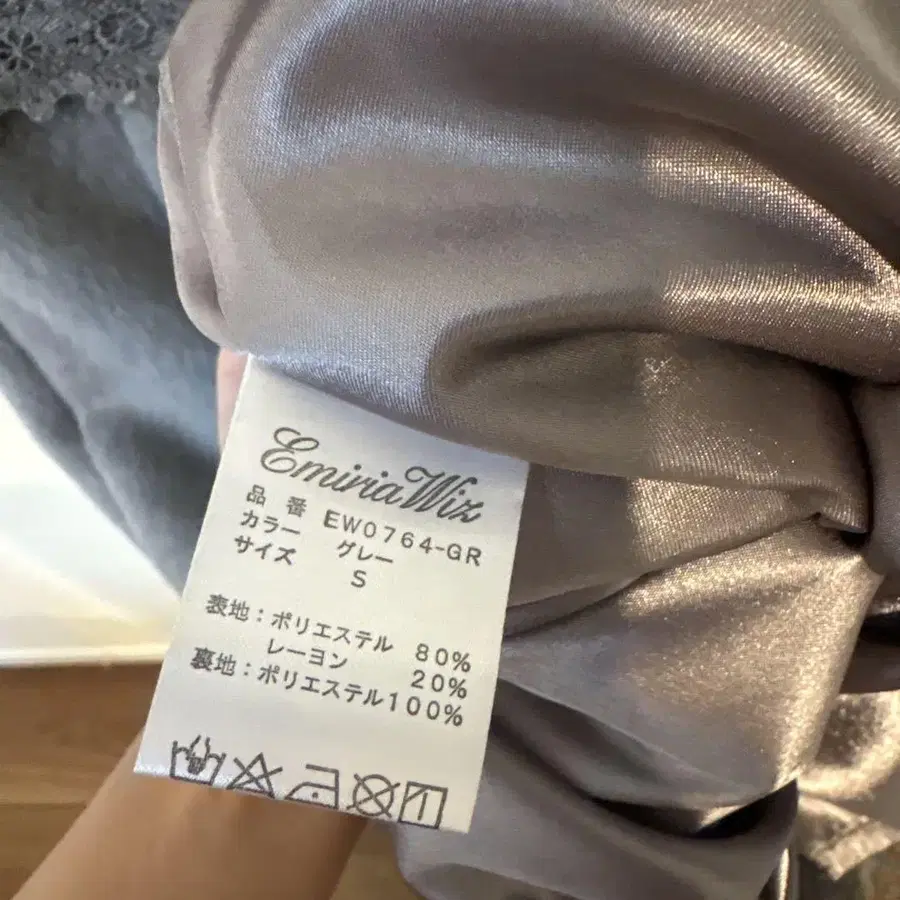 EmiriaWiz
品 番 EW0764-GR
カラー グレー
サイズ S
表地：ポリエステル 80%
レーヨン 20%
裏地：ポリエステル100%